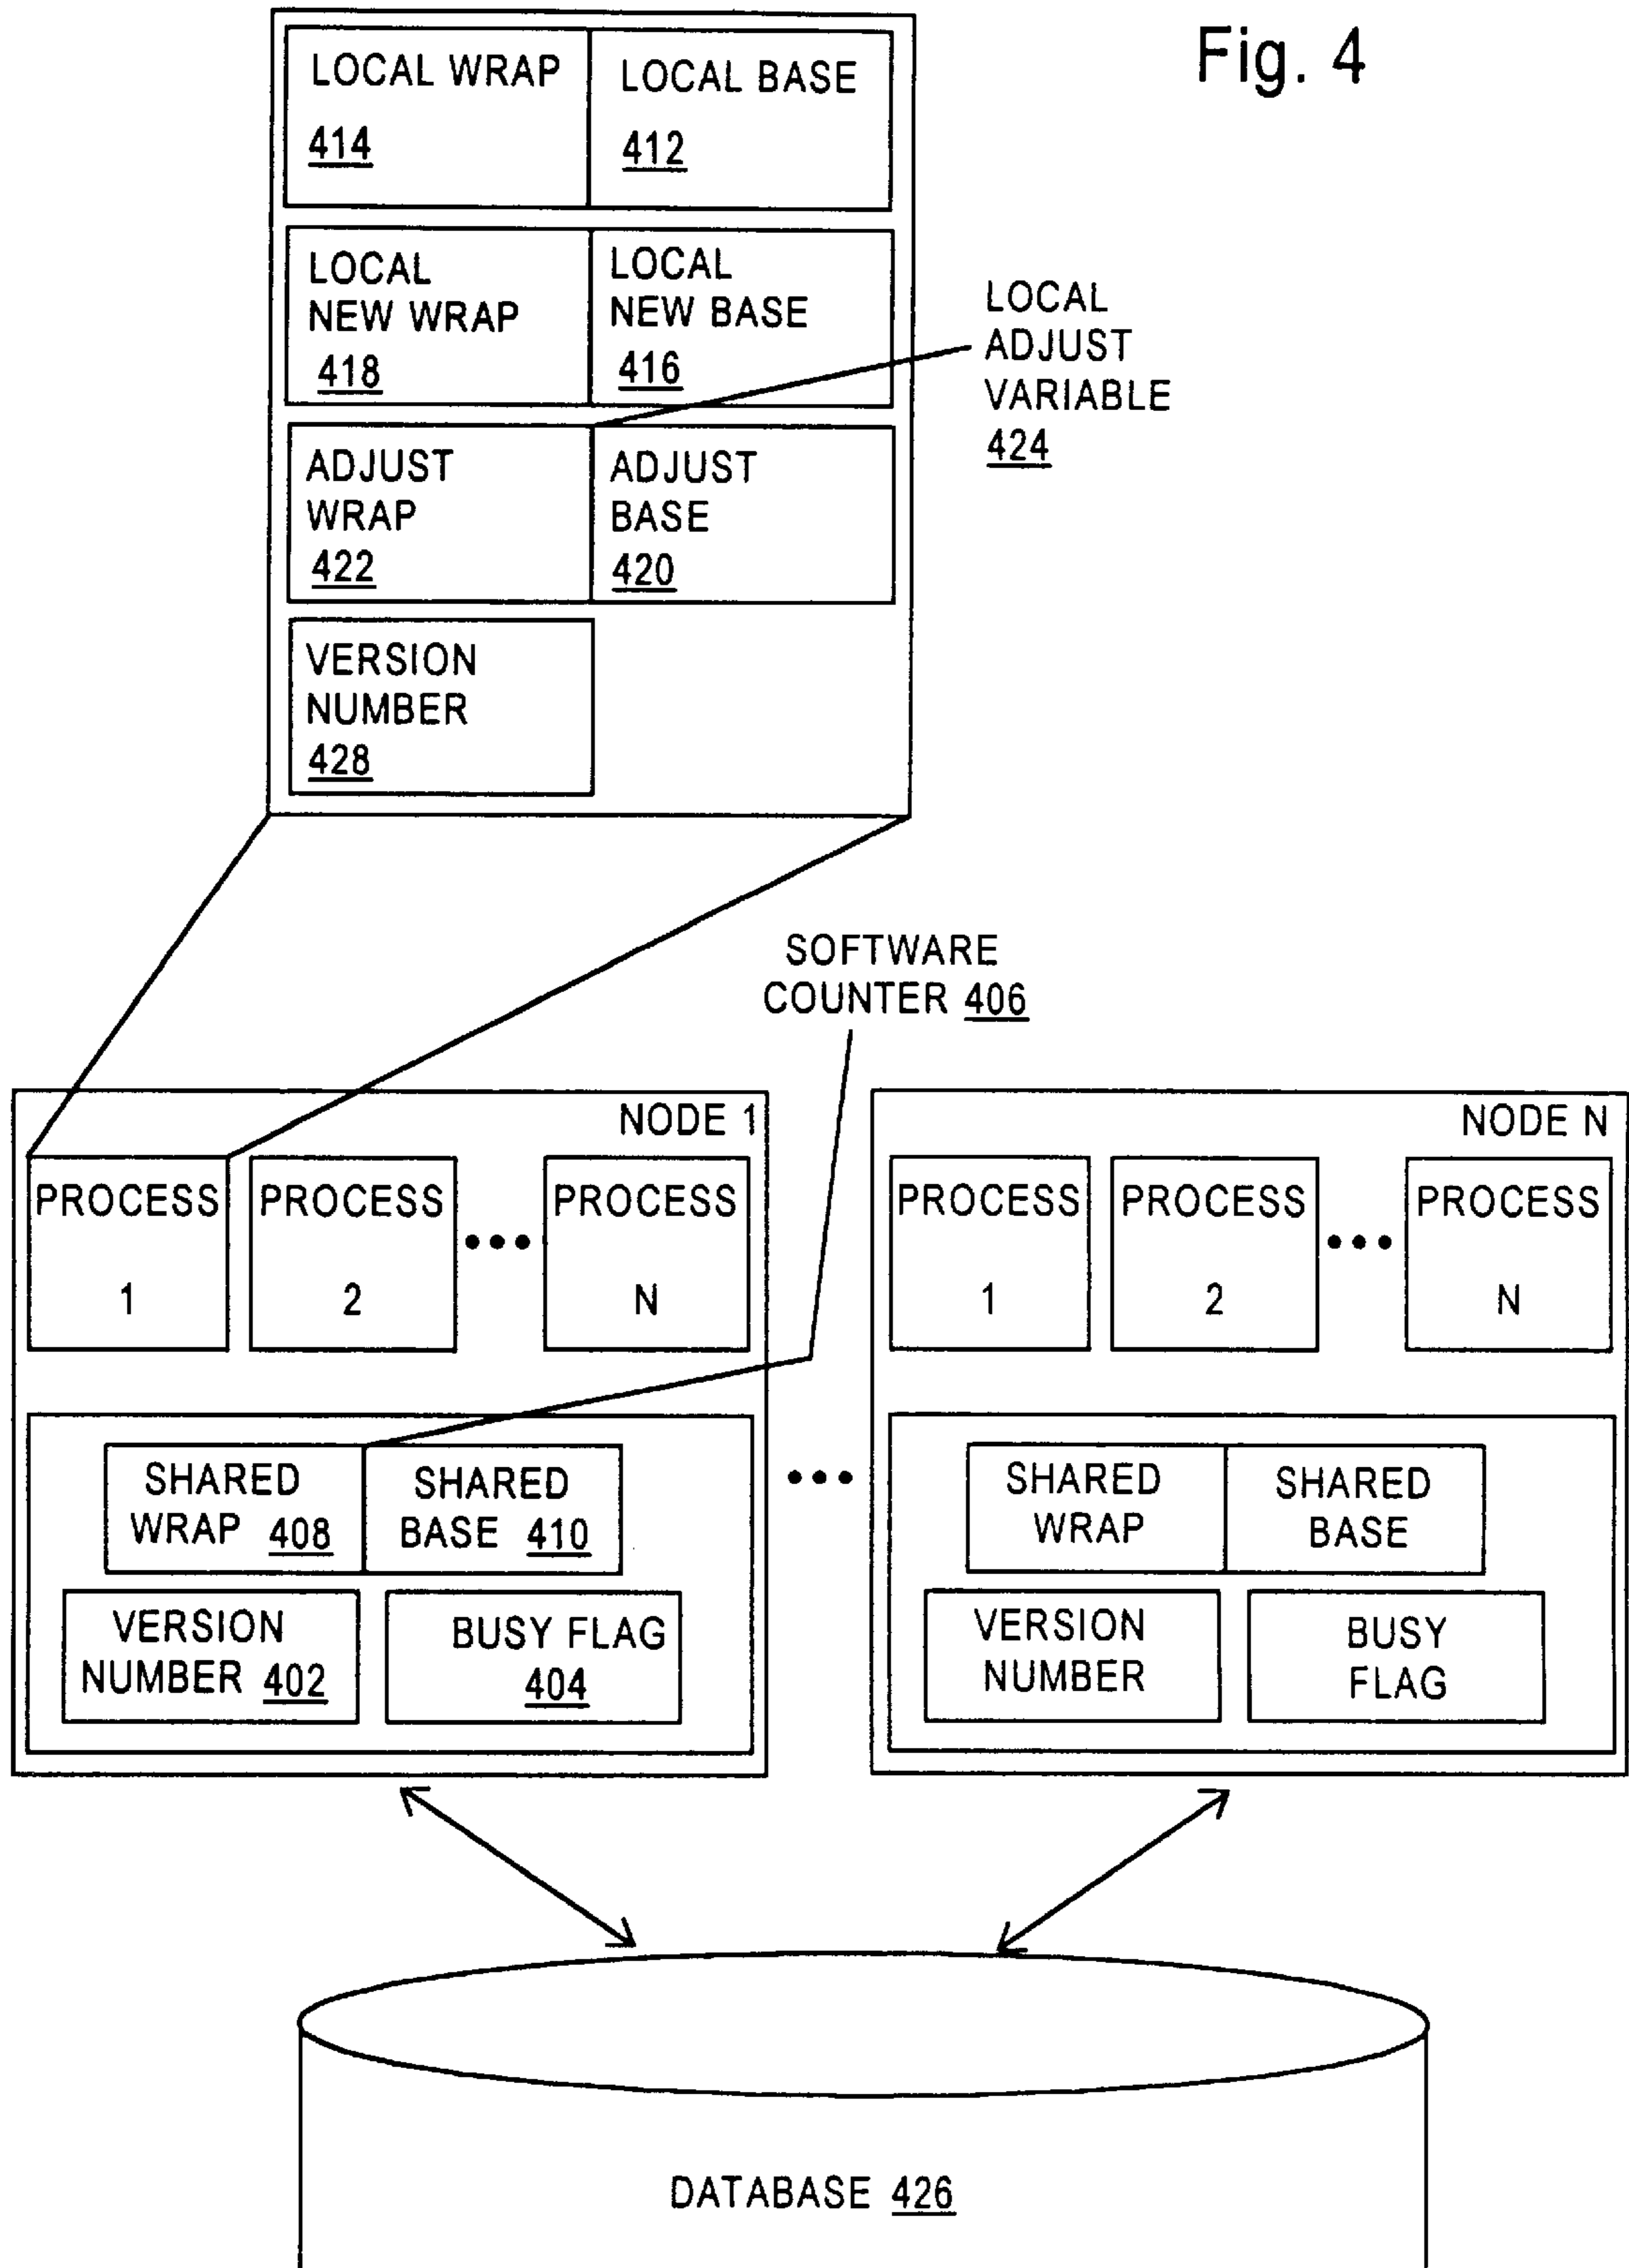 Fig. 4
LOCAL WRAP
414
LOCAL BASE
412
LOCAL
NEW WRAP
418
LOCAL
NEW BASE
416
LOCAL
ADJUST
VARIABLE
424
ADJUST
WRAP
422
ADJUST
BASE
420
VERSION
NUMBER
428
SOFTWARE
COUNTER 406
NODE 1
PROCESS
1
PROCESS
2
•••
PROCESS
N
SHARED
WRAP 408
SHARED
BASE 410
VERSION
NUMBER 402
BUSY FLAG
404
•••
NODE N
PROCESS
1
PROCESS
2
•••
PROCESS
N
SHARED
WRAP
SHARED
BASE
VERSION
NUMBER
BUSY
FLAG
DATABASE 426